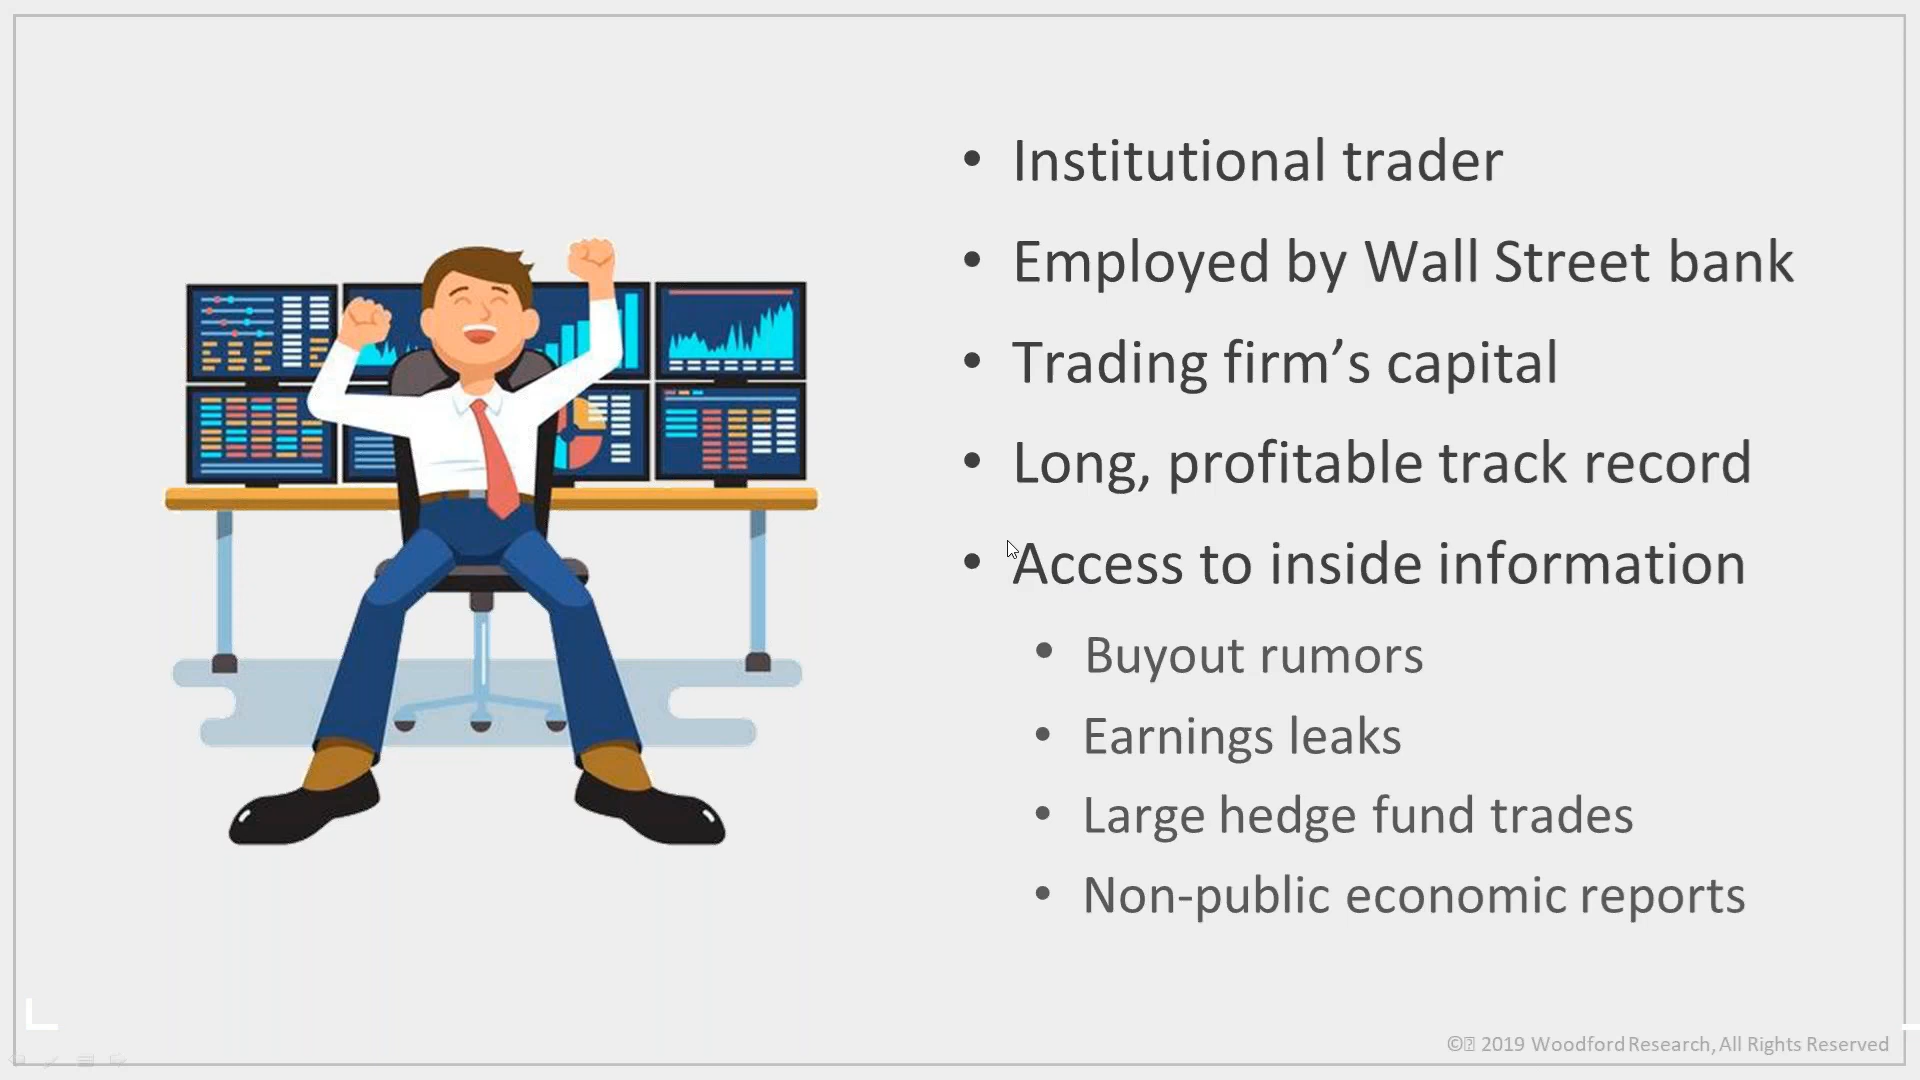 • Institutional trader
• Employed by Wall Street bank
• Trading firm’s capital
• Long, profitable track record
• Access to inside information
• Buyout rumors
• Earnings leaks
• Large hedge fund trades
• Non-public economic reports
© 2019 Woodford Research, All Rights Reserved